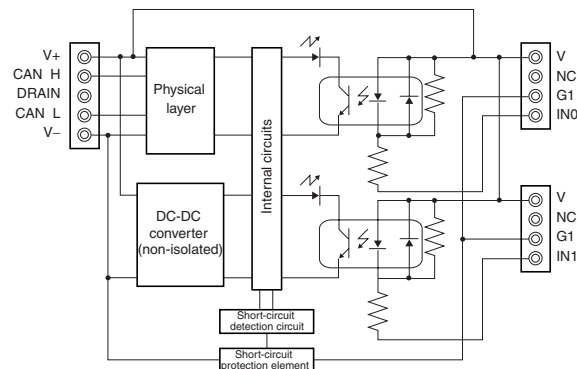 V+
CAN H
DRAIN
CAN L
V–
Physical
layer
DC-DC
converter
(non-isolated)
Internal circuits
Short-circuit
detection circuit
Short-circuit
protection element
V
NC
G1
IN0
V
NC
G1
IN1